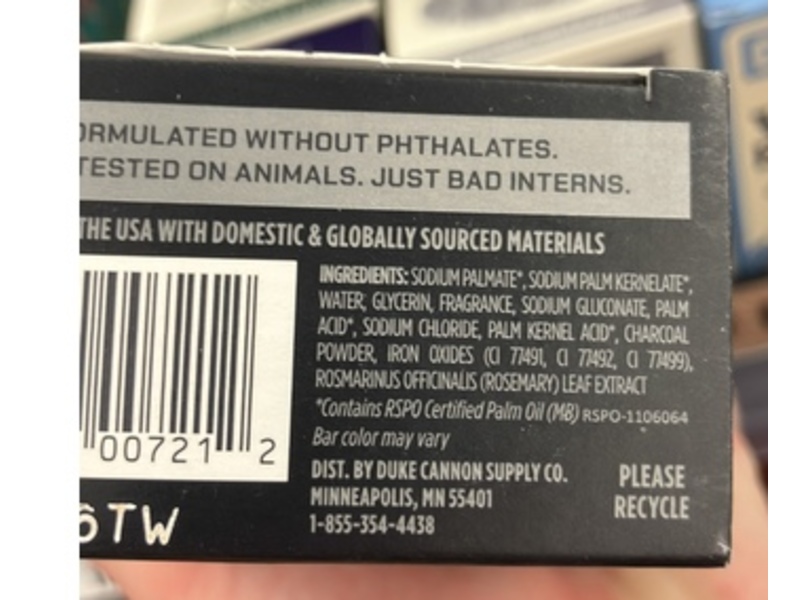 ORMULATED WITHOUT PHTHALATES.
TESTED ON ANIMALS. JUST BAD INTERNS.
THE USA WITH DOMESTIC & GLOBALLY SOURCED MATERIALS
INGREDIENTS: SODIUM PALMATE*, SODIUM PALM KERNELATE*,
WATER, GLYCERIN, FRAGRANCE, SODIUM GLUCONATE, PALM
ACID*, SODIUM CHLORIDE, PALM KERNEL ACID*, CHARCOAL
POWDER, IRON OXIDES (CI 77491, CI 77492, CI 77499),
ROSMARINUS OFFICINALIS (ROSEMARY) LEAF EXTRACT
*Contains RSPO Certified Palm Oil (MB) RSPO-1106064
Bar color may vary
00721 2
DIST. BY DUKE CANNON SUPPLY CO.
MINNEAPOLIS, MN 55401
1-855-354-4438
PLEASE
RECYCLE
6TW